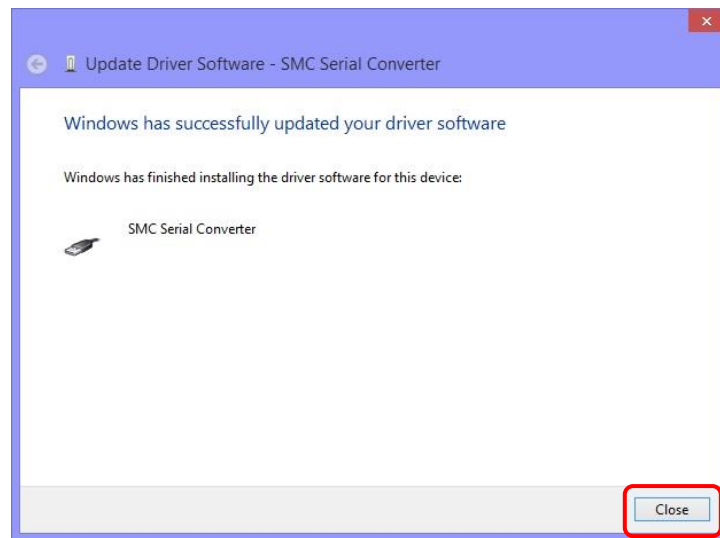 Update Driver Software - SMC Serial Converter
Windows has successfully updated your driver software
Windows has finished installing the driver software for this device:
SMC Serial Converter
Close